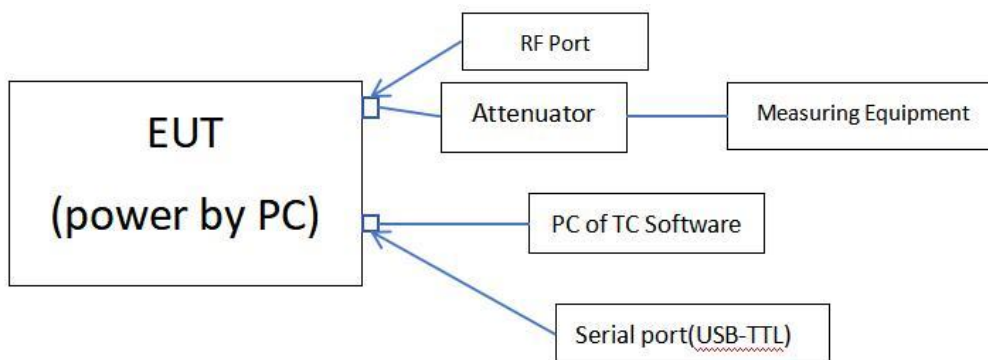 RF Port
EUT
(power by PC)
Attenuator
Measuring Equipment
PC of TC Software
Serial port(USB-TTL)